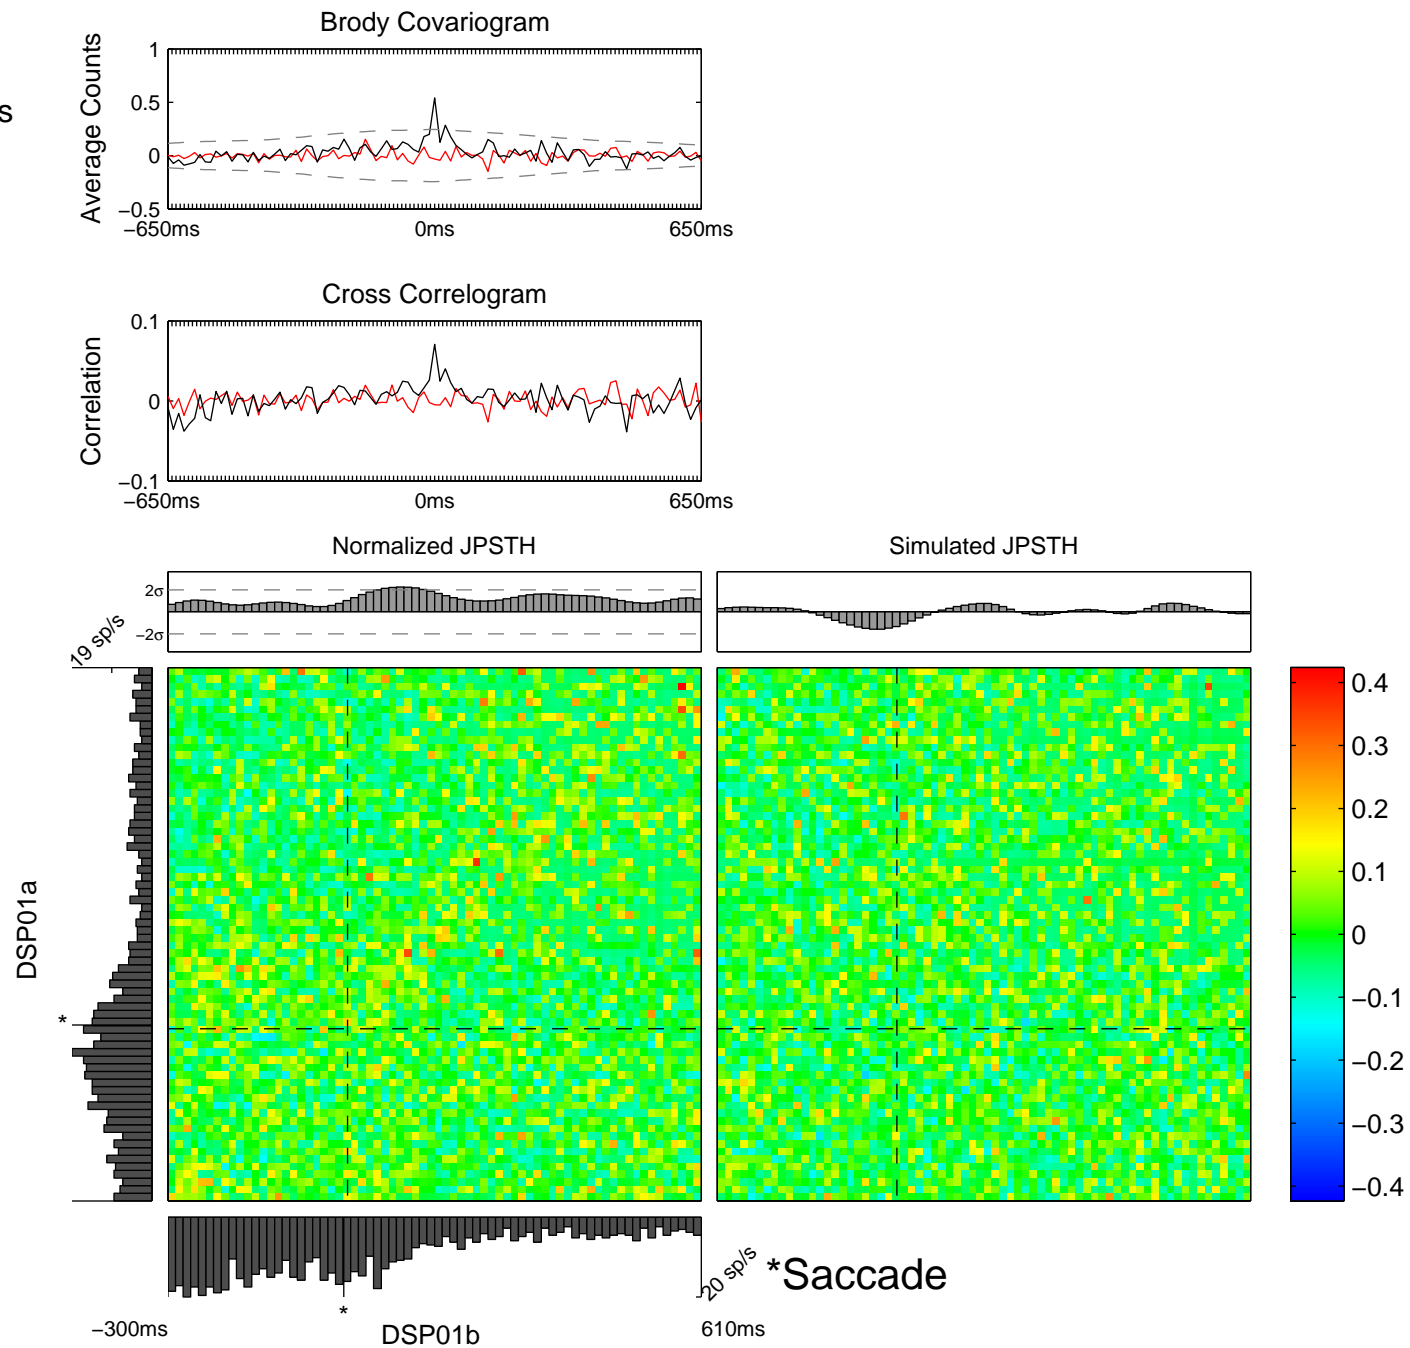 Brody Covariogram
s
Average Counts
1
0.5
0
−0.5
−650ms 0ms 650ms
Cross Correlogram
Correlation
0.1
0
−0.1
−650ms 0ms 650ms
Normalized JPSTH Simulated JPSTH
2σ
−2σ
19 sp/s
DSP01a
*
0.4
0.3
0.2
0.1
0
−0.1
−0.2
−0.3
−0.4
20 sp/s
*Saccade
*
−300ms DSP01b 610ms